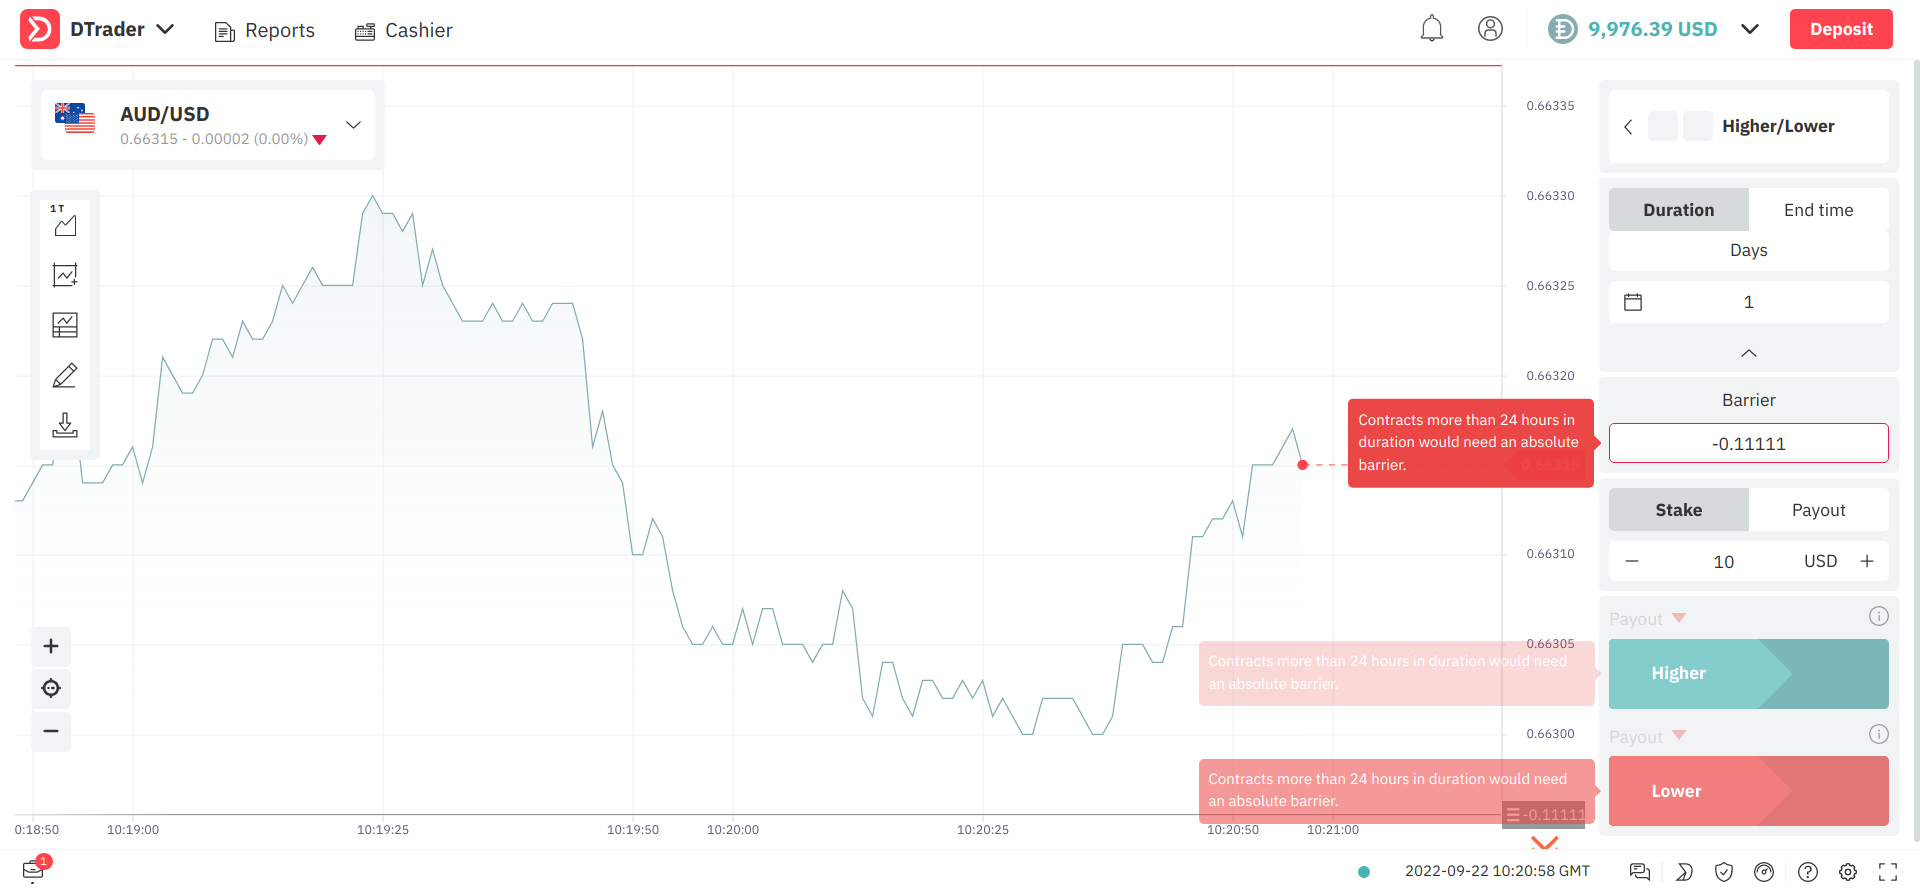 DTrader
Reports
Cashier
9,976.39 USD
Deposit
AUD/USD
0.66315 - 0.00002 (0.00%)
1 T
0.66335
0.66330
0.66325
0.66320
0.66310
0.66305
0.66300
Higher/Lower
Duration
End time
Days
1
Barrier
-0.11111
Contracts more than 24 hours in
duration would need an absolute
barrier.
Stake
Payout
10
USD
Payout
Higher
Contracts more than 24 hours in duration would need
an absolute barrier.
Payout
Lower
Contracts more than 24 hours in duration would need
an absolute barrier.
-0.11111
0:18:50
10:19:00
10:19:25
10:19:50
10:20:00
10:20:25
10:20:50
10:21:00
1
2022-09-22 10:20:58 GMT